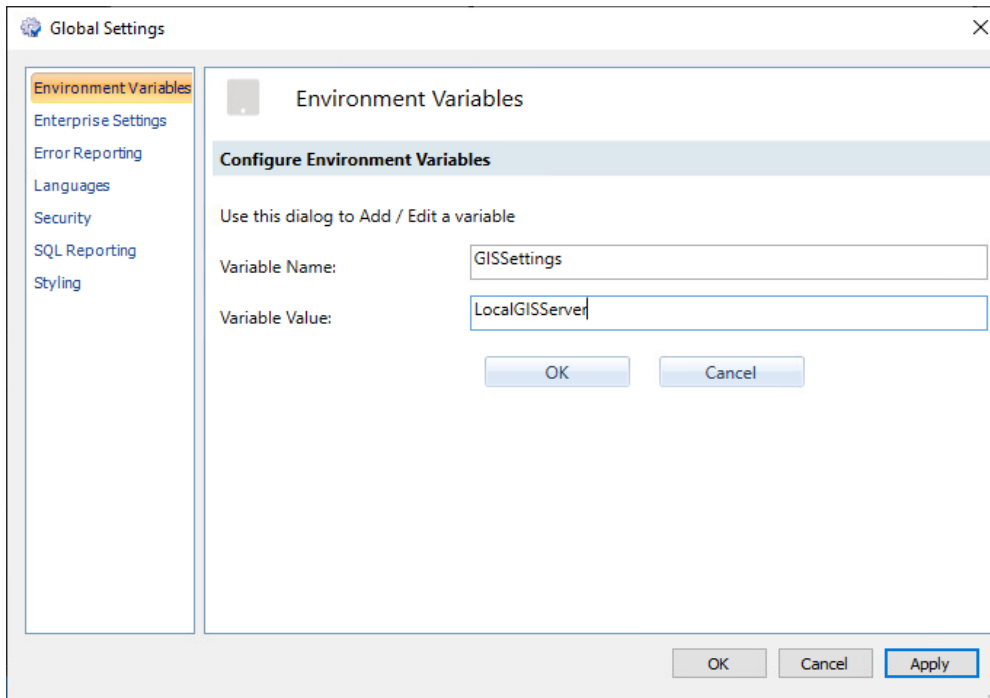 Global Settings
Environment Variables
Enterprise Settings
Error Reporting
Languages
Security
SQL Reporting
Styling
Environment Variables
Configure Environment Variables
Use this dialog to Add / Edit a variable
Variable Name:
GISSettings
Variable Value:
LocalGISServer
OK
Cancel
OK
Cancel
Apply